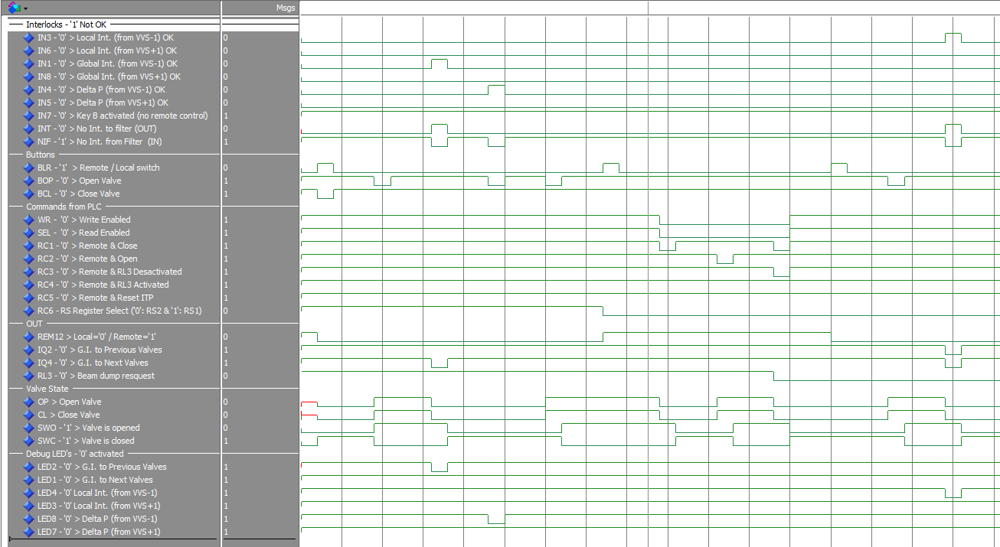 Msgs
Interlocks - '1' Not OK
IN3 - '0' > Local Int. (from VVS-1) OK 0
IN6 - '0' > Local Int. (from VVS+1) OK 0
IN1 - '0' > Global Int. (from VVS-1) OK 0
IN8 - '0' > Global Int. (from VVS+1) OK 0
IN4 - '0' > Delta P (from VVS-1) OK 0
IN5 - '0' > Delta P (from VVS+1) OK 0
IN7 - '0' > Key B activated (no remote control) 1
INT - '0' > No Int. to filter (OUT) 0
NIF - '1' > No Int. from Filter (IN) 1
Buttons
BLR - '1' > Remote / Local switch 0
BOP - '0' > Open Valve 1
BCL - '0' > Close Valve 1
Commands from PLC
WR - '0' > Write Enabled 1
SEL - '0' > Read Enabled 1
RC1 - '0' > Remote & Close 1
RC2 - '0' > Remote & Open 1
RC3 - '0' > Remote & RL3 Desactivated 1
RC4 - '0' > Remote & RL3 Activated 1
RC5 - '0' > Remote & Reset ITP 1
RC6 - RS Register Select ('0': RS2 & '1': RS1) 0
OUT
REM12 > Local='0' / Remote='1' 0
IQ2 - '0' > G.I. to Previous Valves 1
IQ4 - '0' > G.I. to Next Valves 1
RL3 - '0' > Beam dump resquest 0
Valve State
OP > Open Valve 0
CL > Close Valve 0
SWO - '1' > Valve is opened 0
SWC - '1' > Valve is closed 1
Debug LED's - '0' activated
LED2 - '0' > G.I. to Previous Valves 1
LED1 - '0' > G.I. to Next Valves 1
LED4 - '0' Local Int. (from VVS-1) 1
LED3 - '0' Local Int. (from VVS+1) 1
LED8 - '0' > Delta P (from VVS-1) 1
LED7 - '0' > Delta P (from VVS+1) 1